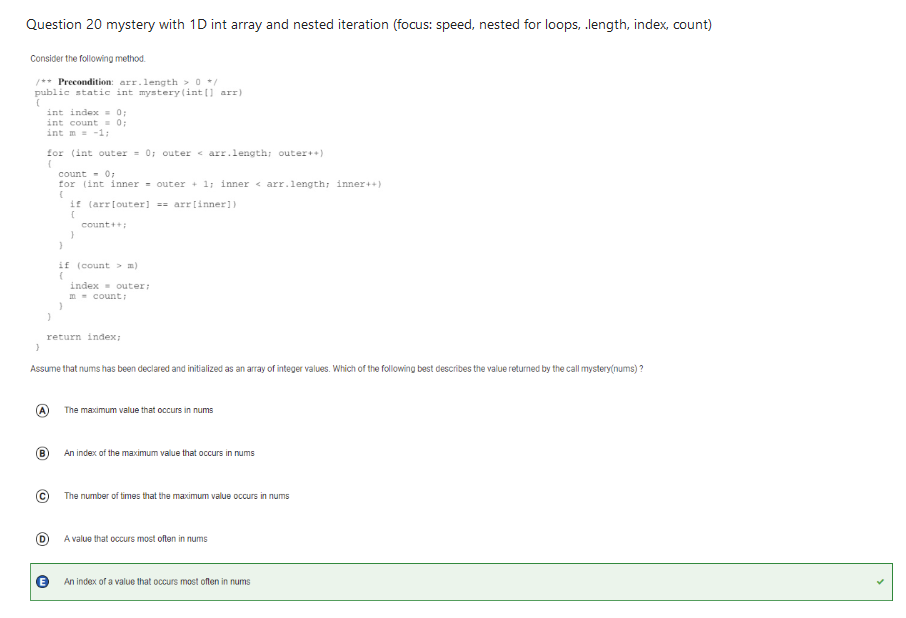 Question 20 mystery with 1D int array and nested iteration (focus: speed, nested for loops, .length, index, count)
Consider the following method.
/** Precondition: arr.length > 0 */
public static int mystery(int[] arr)
{
int index = 0;
int count = 0;
int m = -1;
for (int outer = 0; outer < arr.length; outer++)
{
count = 0;
for (int inner = outer + 1; inner < arr.length; inner++)
{
if (arr[outer] == arr[inner])
{
count++;
}
}
if (count > m)
{
index = outer;
m = count;
}
}
return index;
}
Assume that nums has been declared and initialized as an array of integer values. Which of the following best describes the value returned by the call mystery(nums) ?
A The maximum value that occurs in nums
B An index of the maximum value that occurs in nums
C The number of times that the maximum value occurs in nums
D A value that occurs most often in nums
E An index of a value that occurs most often in nums